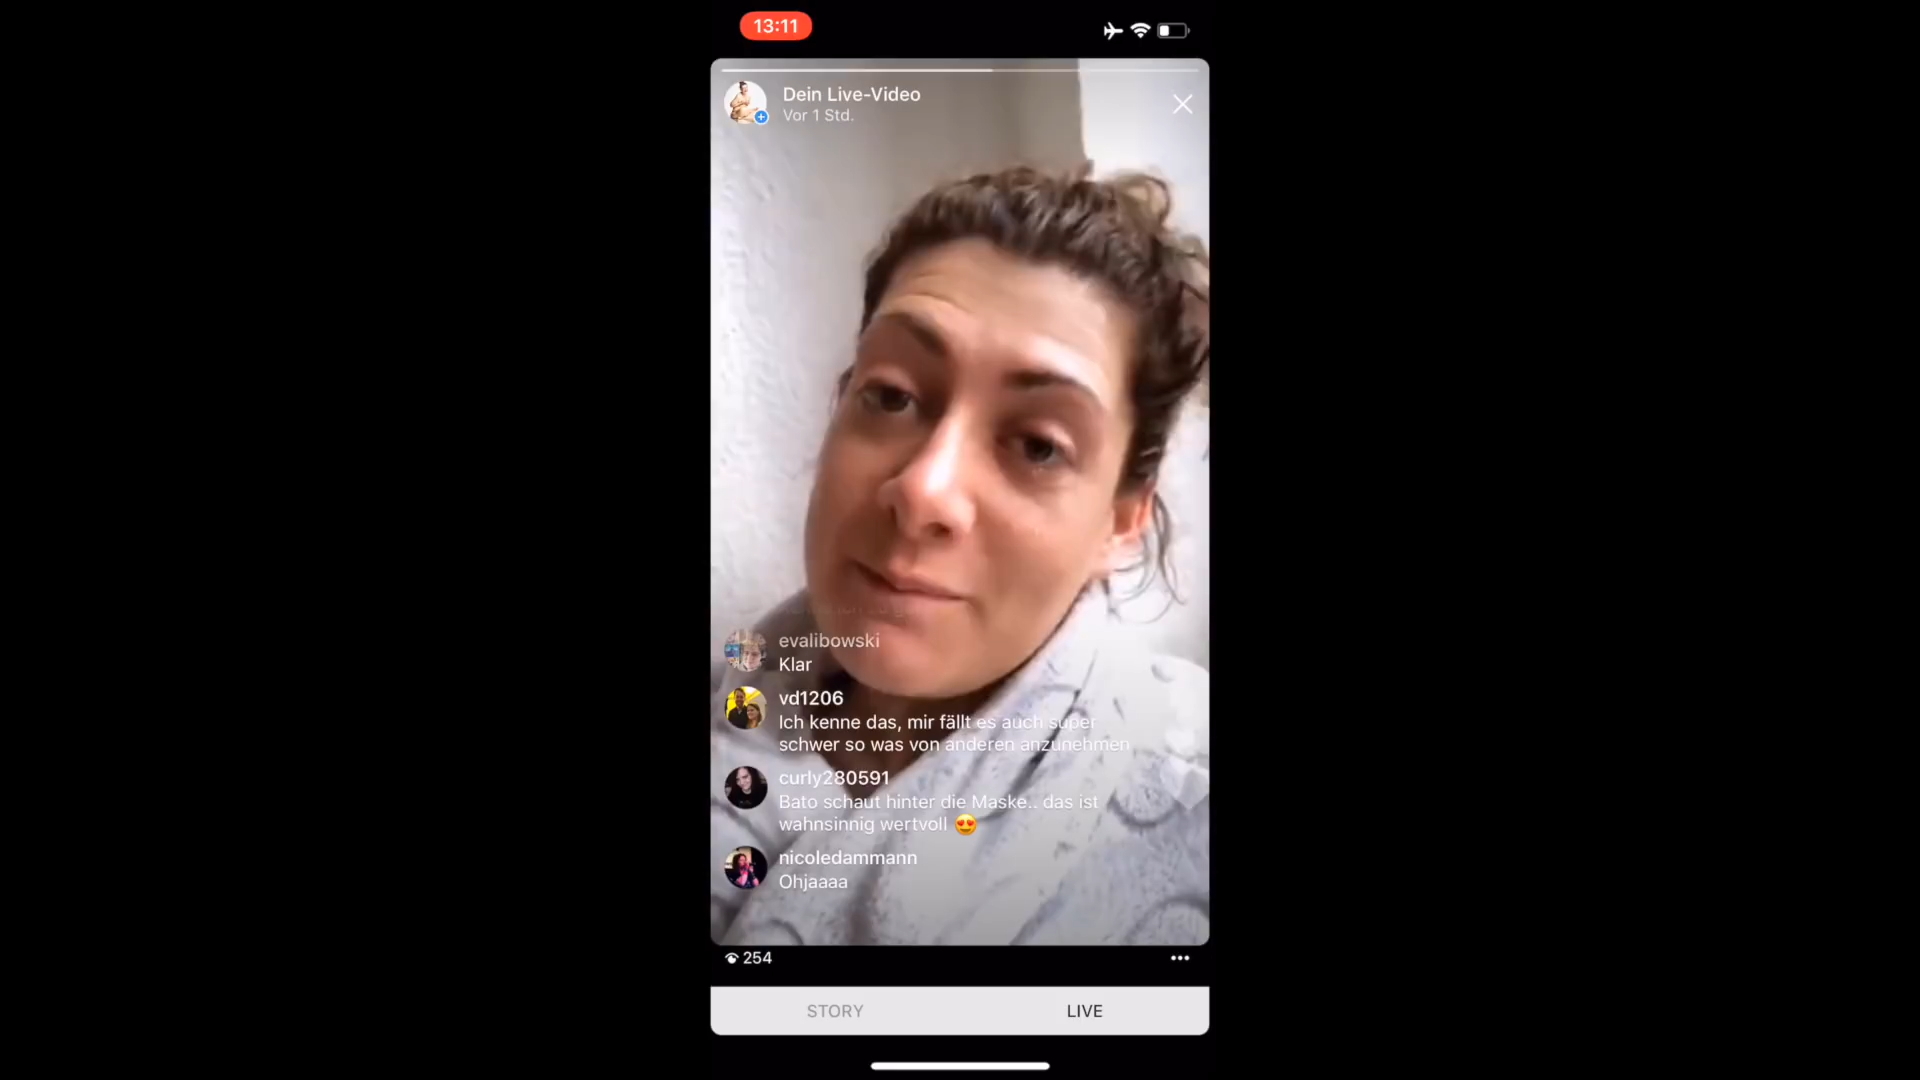 13:11
Dein Live-Video
Vor 1 Std.
evalibowski
Klar
vd1206
Ich kenne das, mir fällt es auch super
schwer so was von anderen anzunehmen
curly280591
Bato schaut hinter die Maske.. das ist
wahnsinnig wertvoll 😍
nicoledammann
Ohjaaaa
254
STORY
LIVE